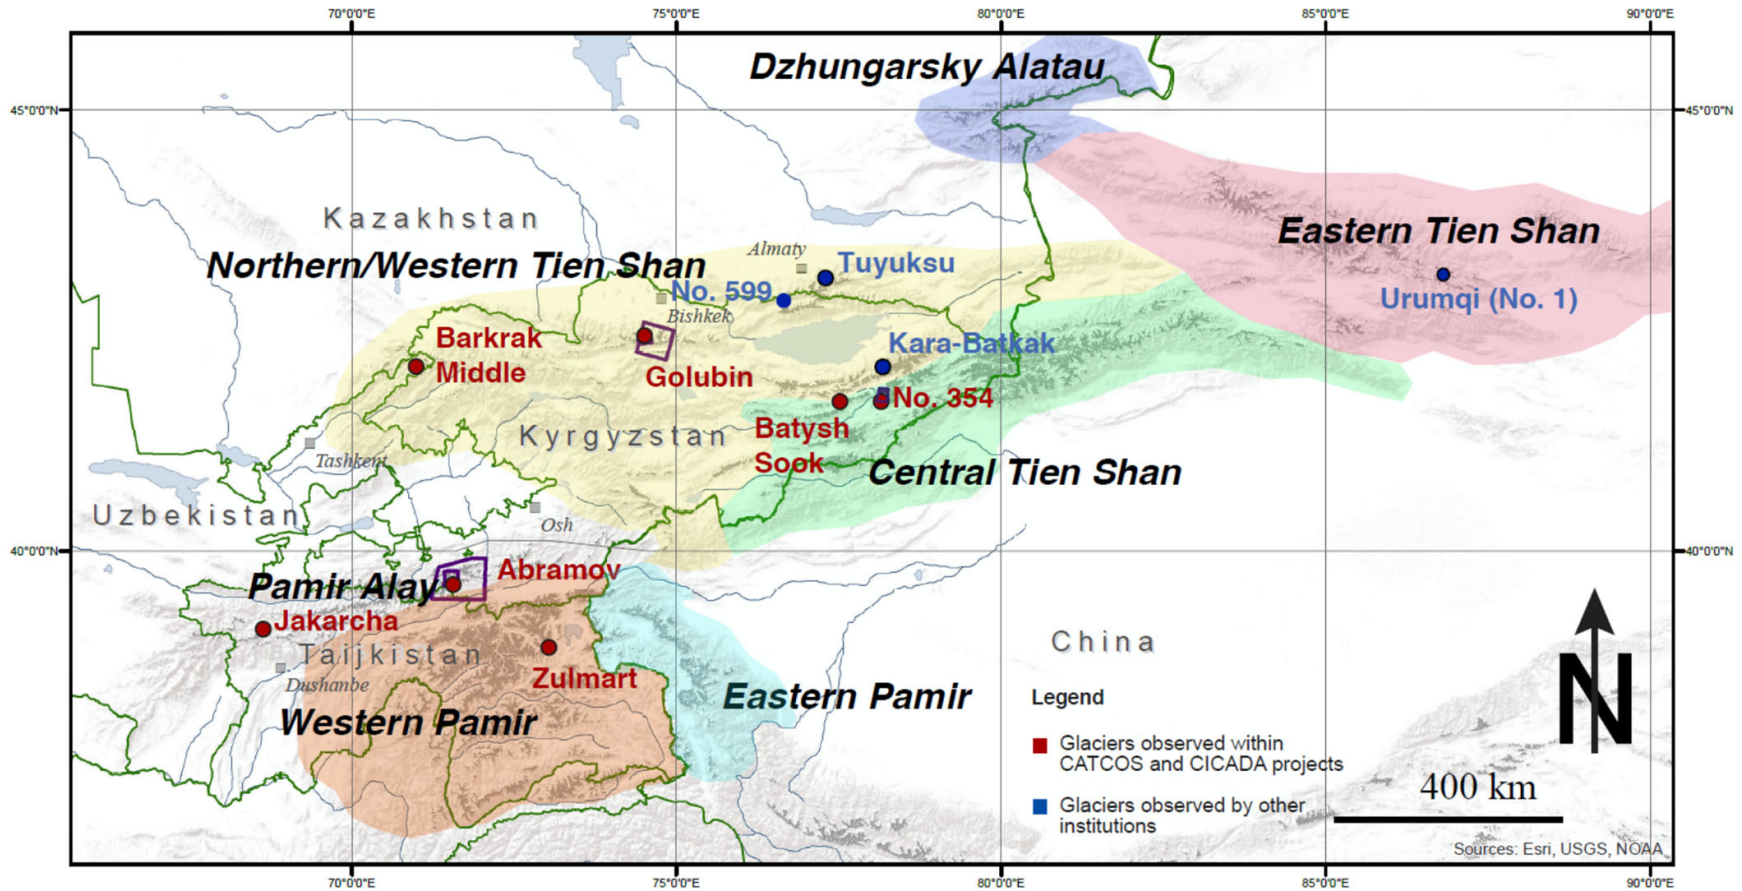 70°0'0"E
75°0'0"E
80°0'0"E
85°0'0"E
90°0'0"E
Dzhungarsky Alatau
45°0'0"N
45°0'0"N
Kazakhstan
Eastern Tien Shan
Northern/Western Tien Shan
Almaty
Tuyuksu
No. 599
Urumqi (No. 1)
Bishkek
Barkrak
Middle
Kara-Batkak
Golubin
No. 354
Batysh
Sook
Kyrgyzstan
Tashkent
Central Tien Shan
Uzbekistan
Osh
40°0'0"N
40°0'0"N
Abramov
Pamir Alay
Jakarcha
Taijkistan
China
Zulmart
Dushanbe
Eastern Pamir
Western Pamir
Legend
Glaciers observed within
CATCOS and CICADA projects
Glaciers observed by other
institutions
N
400 km
Sources: Esri, USGS, NOAA
70°0'0"E
75°0'0"E
80°0'0"E
85°0'0"E
90°0'0"E